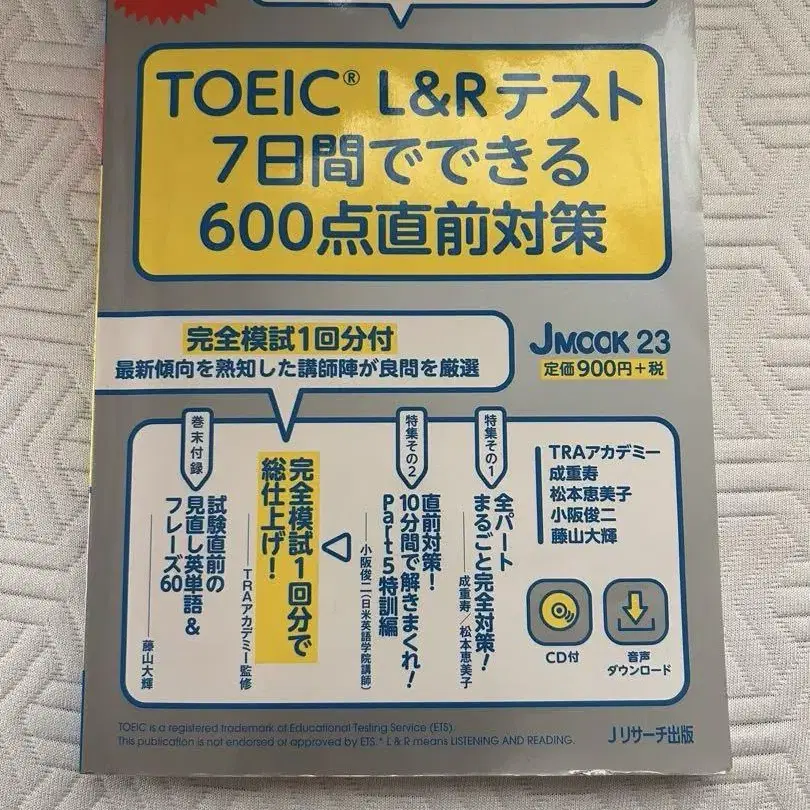 TOEIC® L&Rテスト
7日間でできる
600点直前対策
完全模試1回分付
最新傾向を熟知した講師陣が良問を厳選
JMOOK 23
定価900円+税
TRAアカデミー
成重寿
松本恵美子
小阪俊二
藤山大輝
特集その1
全パート
まるごと完全対策!
成重寿/松本恵美子
特集その2
直前対策!
10分間で解きまくれ!
Part5特訓編
小阪俊二(日米英語学院講師)
完全模試1回分で
総仕上げ!
TRAアカデミー監修
巻末付録
試験直前の
見直し英単語&
フレーズ60
藤山大輝
CD付
音声
ダウンロード
TOEIC is a registered trademark of Educational Testing Service (ETS).
This publication is not endorsed or approved by ETS. * L & R means LISTENING AND READING.
Jリサーチ出版